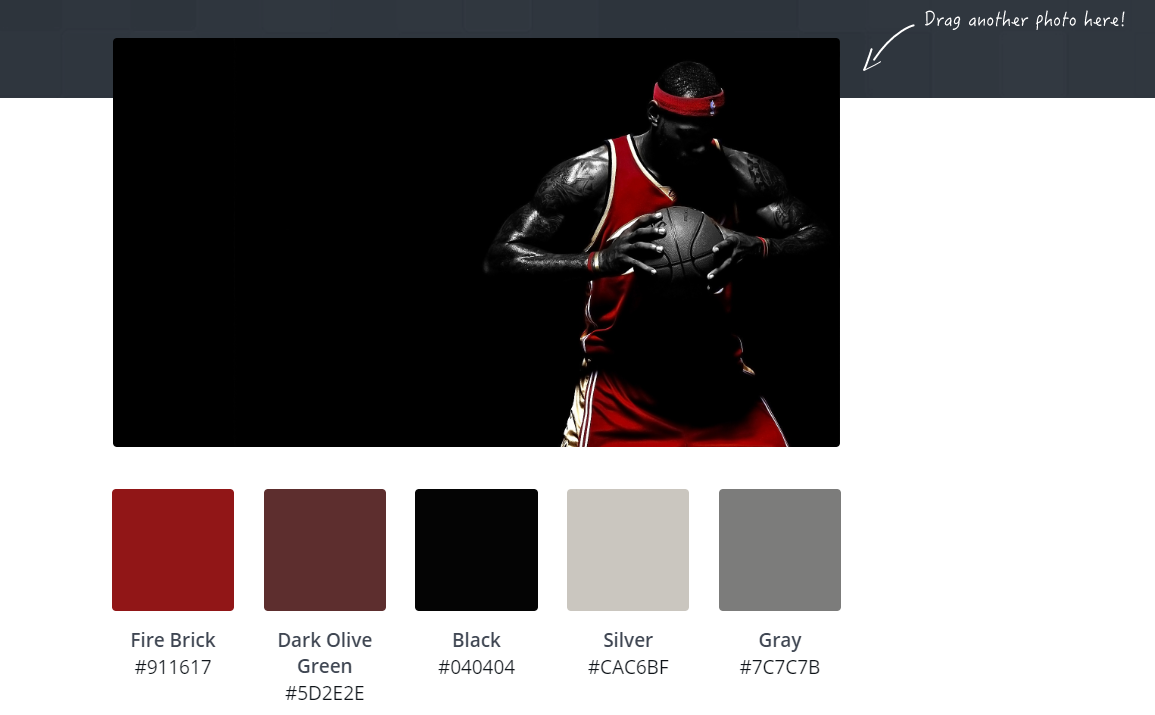 Drag another photo here!
Fire Brick
#911617
Dark Olive
Green
#5D2E2E
Black
#040404
Silver
#CAC6BF
Gray
#7C7C7B